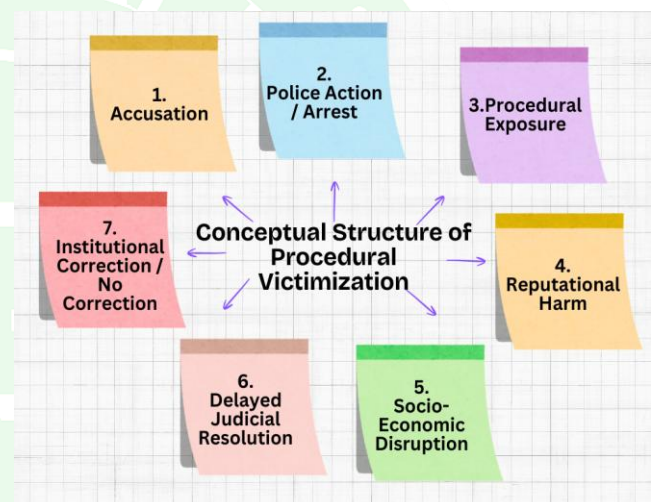 1.
Accusation
2.
Police Action
/ Arrest
3.Procedural
Exposure
Conceptual Structure of
Procedural
Victimization
4.
Reputational
Harm
5.
Socio-
Economic
Disruption
6.
Delayed
Judicial
Resolution
7.
Institutional
Correction /
No
Correction